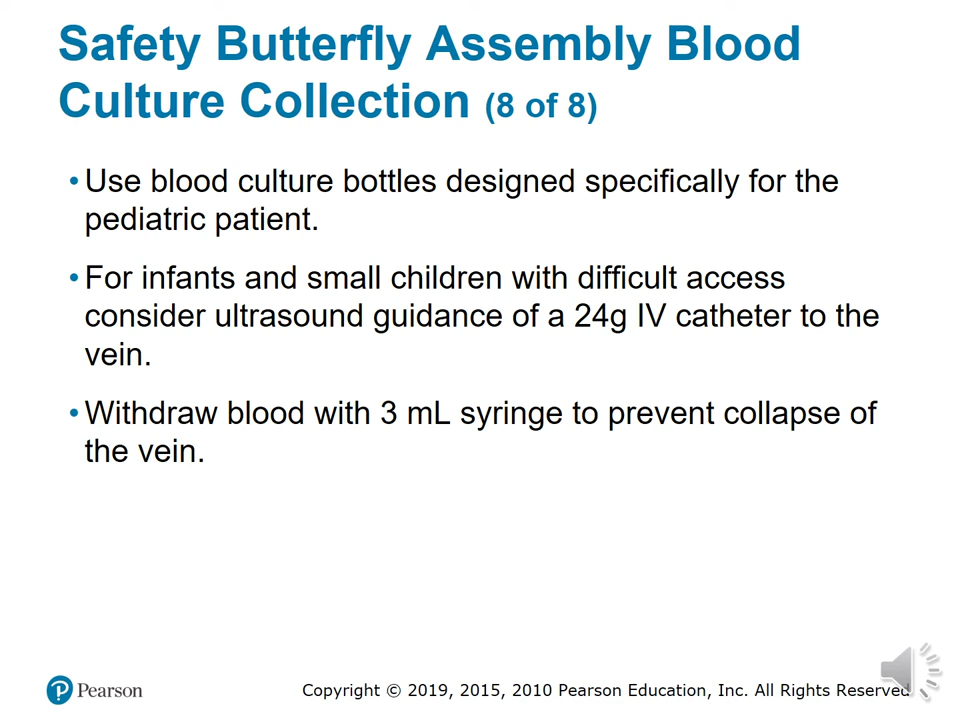 Safety Butterfly Assembly Blood
Culture Collection (8 of 8)
• Use blood culture bottles designed specifically for the
pediatric patient.
• For infants and small children with difficult access
consider ultrasound guidance of a 24g IV catheter to the
vein.
• Withdraw blood with 3 mL syringe to prevent collapse of
the vein.
Pearson
Copyright © 2019, 2015, 2010 Pearson Education, Inc. All Rights Reserved